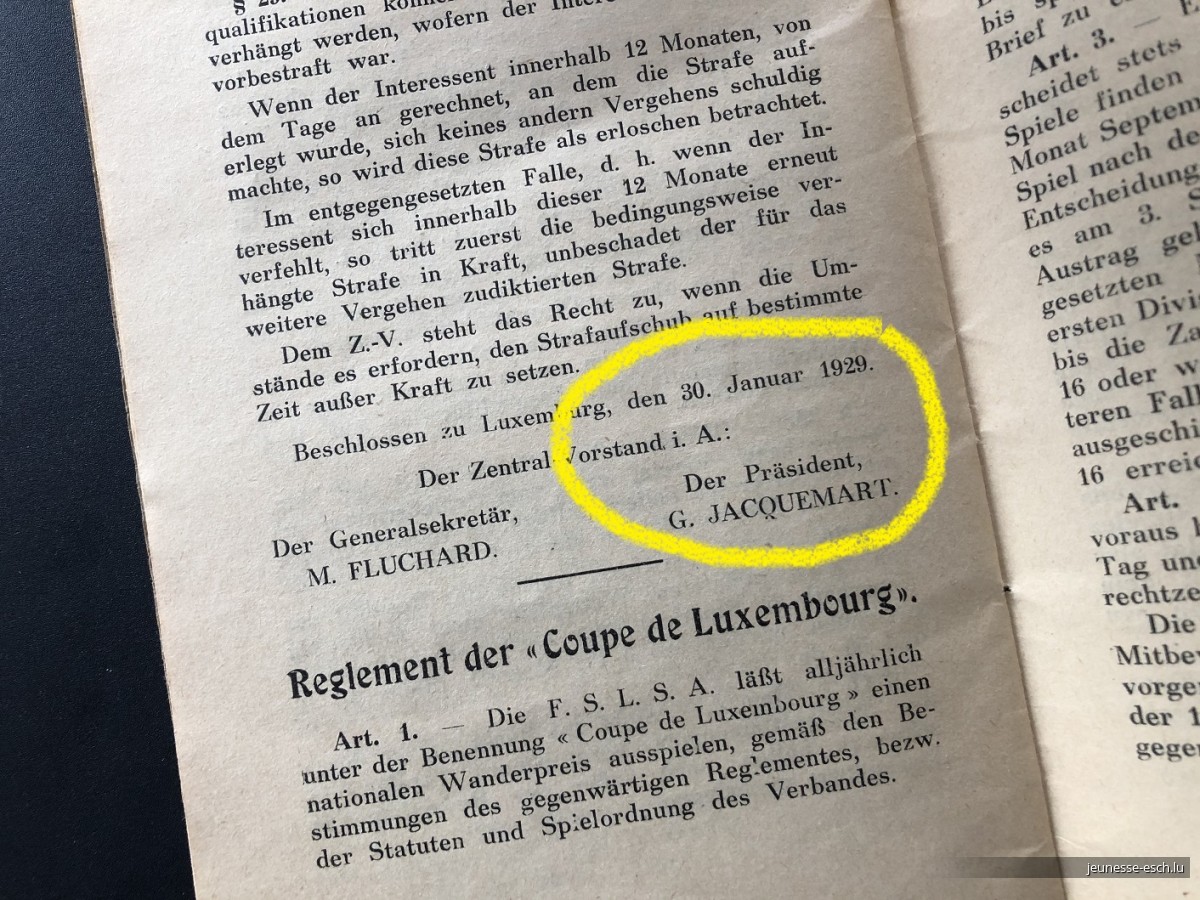 qualifikationen
verhängt werden, wofern der
vorbestraft war.
Wenn der Interessent innerhalb 12 Monaten, von
dem Tage an gerechnet, an dem die Strafe auf-
erlegt wurde, sich keines andern Vergehens schuldig
machte, so wird diese Strafe als erloschen betrachtet.
Im entgegengesetzten Falle, d. h. wenn der In-
teressent sich innerhalb dieser 12 Monate erneut
verfehlt, so tritt zuerst die bedingungsweise ver-
hängte Strafe in Kraft, unbeschadet der für das
weitere Vergehen zudiktierten Strafe.
Dem Z.-V. steht das Recht zu, wenn die Um-
stände es erfordern, den Strafaufschub auf bestimmte
Zeit außer Kraft zu setzen.
Beschlossen zu Luxemburg, den 30. Januar 1929.
Der Zentral-Vorstand i. A.:
Der Präsident,
G. JACQUEMART.
Der Generalsekretär,
M. FLUCHARD.
Reglement der «Coupe de Luxembourg».
Art. 1. — Die F. S. L. S. A. läßt alljährlich
unter der Benennung « Coupe de Luxembourg » einen
nationalen Wanderpreis ausspielen, gemäß den Be-
stimmungen des gegenwärtigen Reglementes, bezw.
der Statuten und Spielordnung des Verbandes.
bis
Brief zu
Art. 3. —
scheidet stets
Spiele finden
Monat Septem
Spiel nach de
Entscheidung
es am 3. S
Austrag gel
gesetzten
ersten Divi
bis die Za
16 oder w
teren Fall
ausgeschi
16 erreic
Art.
voraus
Tag un
rechtze
Die
Mitbe
vorge
der 1
gegen
jeunesse-esch.lu